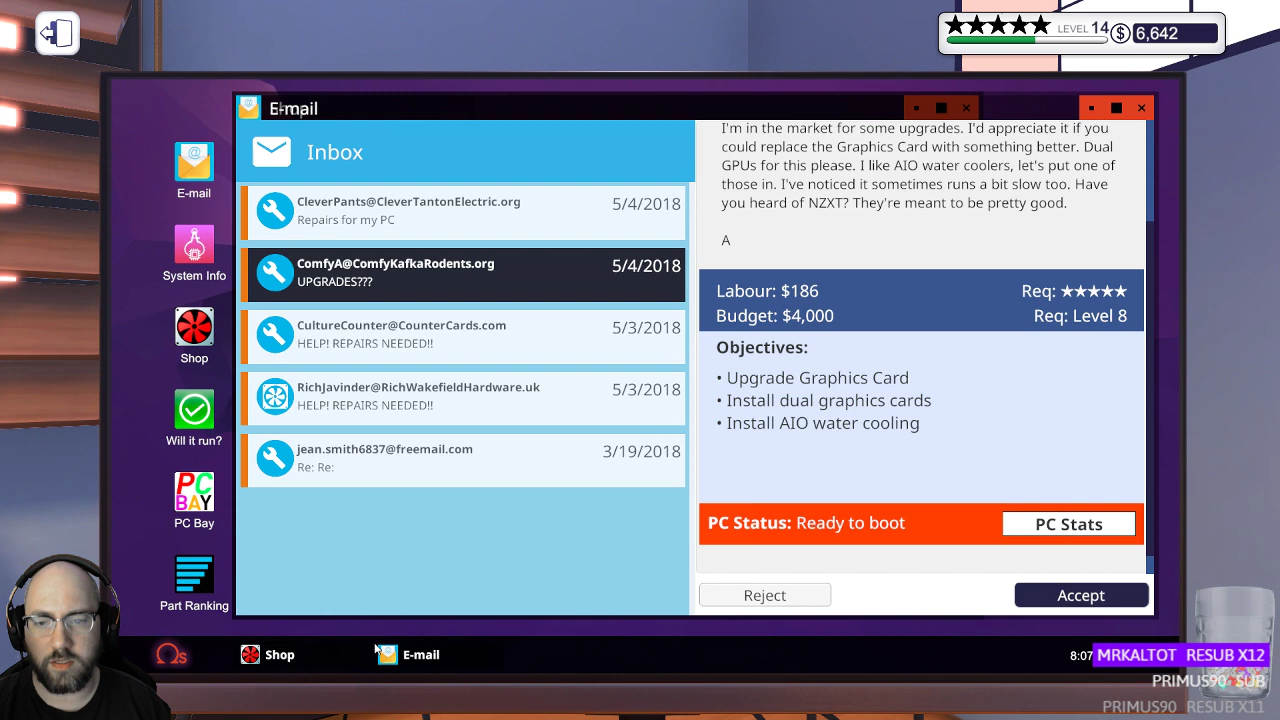 ★★★★★ LEVEL 14 $ 6,642
E-mail
Inbox
CleverPants@CleverTantonElectric.org 5/4/2018
Repairs for my PC
ComfyA@ComfyKafkaRodents.org 5/4/2018
UPGRADES???
CultureCounter@CounterCards.com 5/3/2018
HELP! REPAIRS NEEDED!!
RichJavinder@RichWakefieldHardware.uk 5/3/2018
HELP! REPAIRS NEEDED!!
jean.smith6837@freemail.com 3/19/2018
Re: Re:
I'm in the market for some upgrades. I'd appreciate it if you
could replace the Graphics Card with something better. Dual
GPUs for this please. I like AIO water coolers, let's put one of
those in. I've noticed it sometimes runs a bit slow too. Have
you heard of NZXT? They're meant to be pretty good.
A
Labour: $186 Req: ★★★★★
Budget: $4,000 Req: Level 8
Objectives:
• Upgrade Graphics Card
• Install dual graphics cards
• Install AIO water cooling
PC Status: Ready to boot PC Stats
Reject Accept
E-mail
System Info
Shop
Will it run?
PC BAY
PC Bay
Part Ranking
Ωs Shop E-mail 8:07
MRKALTOT RESUB X12
PRIMUS90 SUB
PRIMUS90 RESUB X11